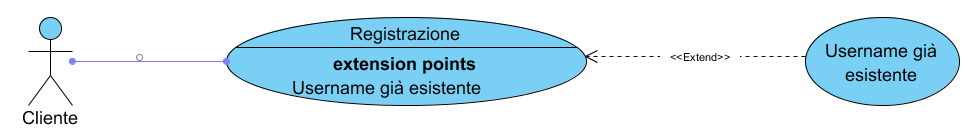 Cliente
Registrazione
extension points
Username già esistente
<<Extend>>
Username già
esistente